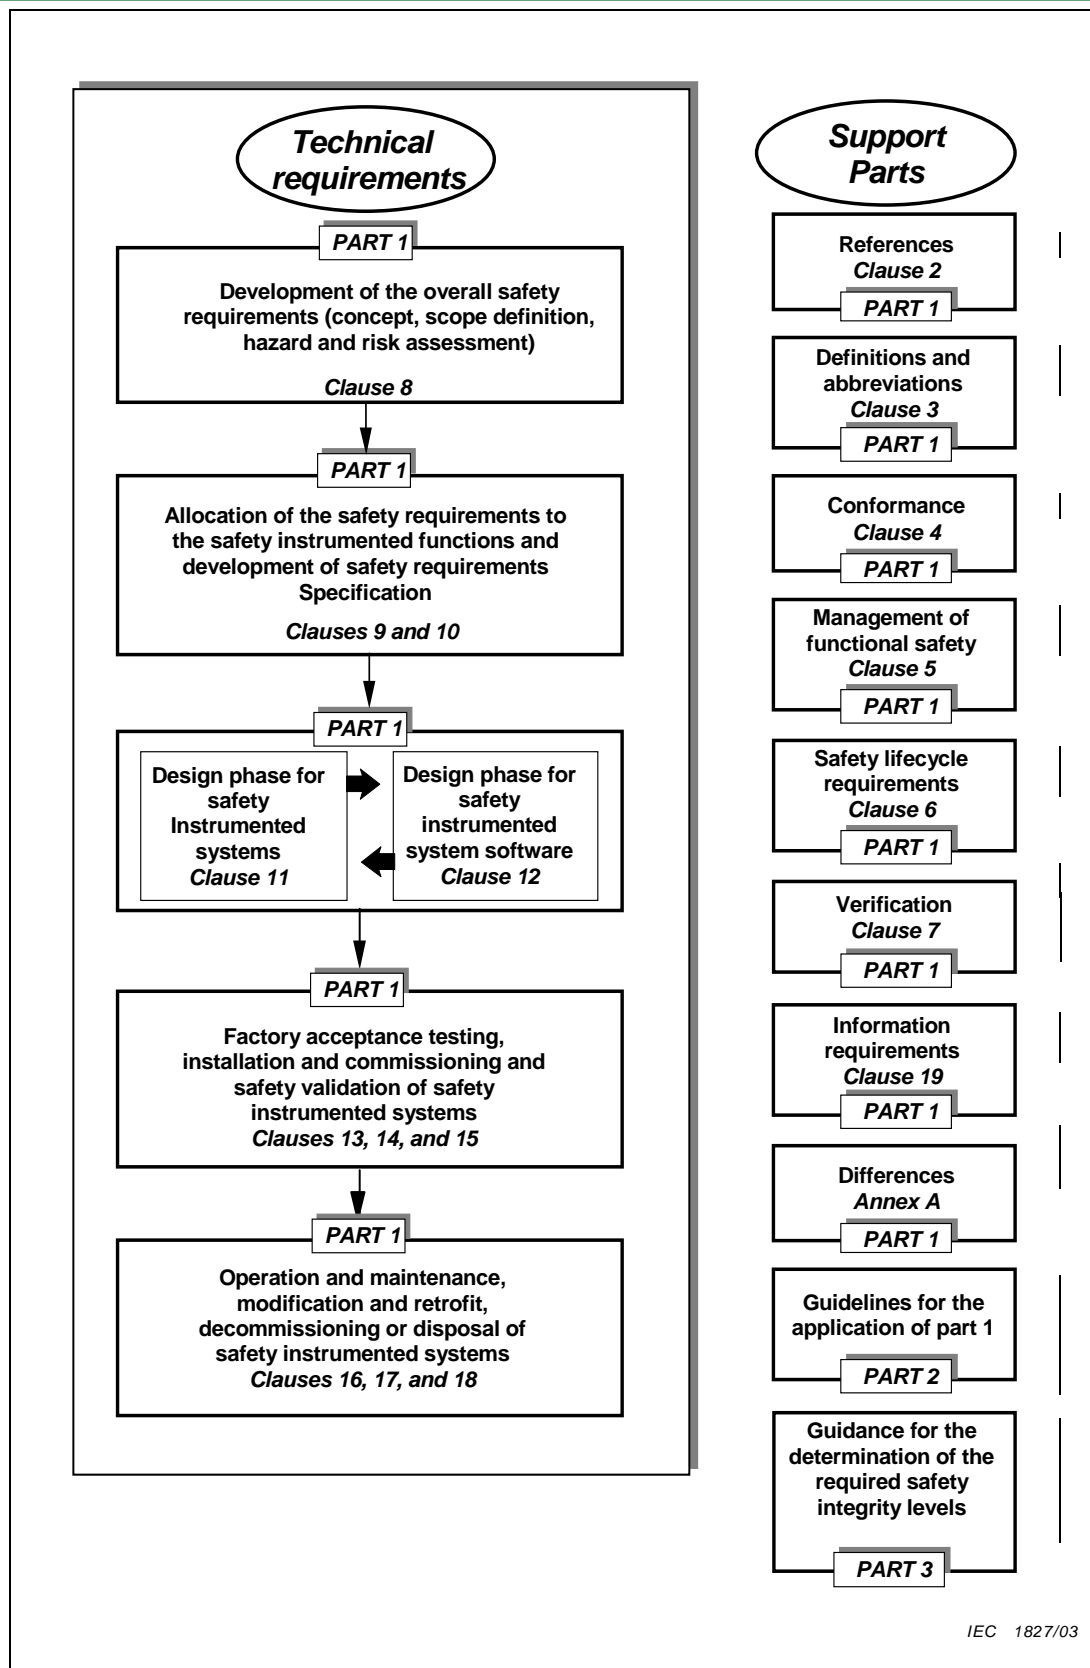 Technical
requirements
PART 1
Development of the overall safety
requirements (concept, scope definition,
hazard and risk assessment)
Clause 8
PART 1
Allocation of the safety requirements to
the safety instrumented functions and
development of safety requirements
Specification
Clauses 9 and 10
PART 1
Design phase for
safety
Instrumented
systems
Clause 11
Design phase for
safety
instrumented
system software
Clause 12
PART 1
Factory acceptance testing,
installation and commissioning and
safety validation of safety
instrumented systems
Clauses 13, 14, and 15
PART 1
Operation and maintenance,
modification and retrofit,
decommissioning or disposal of
safety instrumented systems
Clauses 16, 17, and 18
Support
Parts
References
Clause 2
PART 1
Definitions and
abbreviations
Clause 3
PART 1
Conformance
Clause 4
PART 1
Management of
functional safety
Clause 5
PART 1
Safety lifecycle
requirements
Clause 6
PART 1
Verification
Clause 7
PART 1
Information
requirements
Clause 19
PART 1
Differences
Annex A
PART 1
Guidelines for the
application of part 1
PART 2
Guidance for the
determination of the
required safety
integrity levels
PART 3
IEC 1827/03